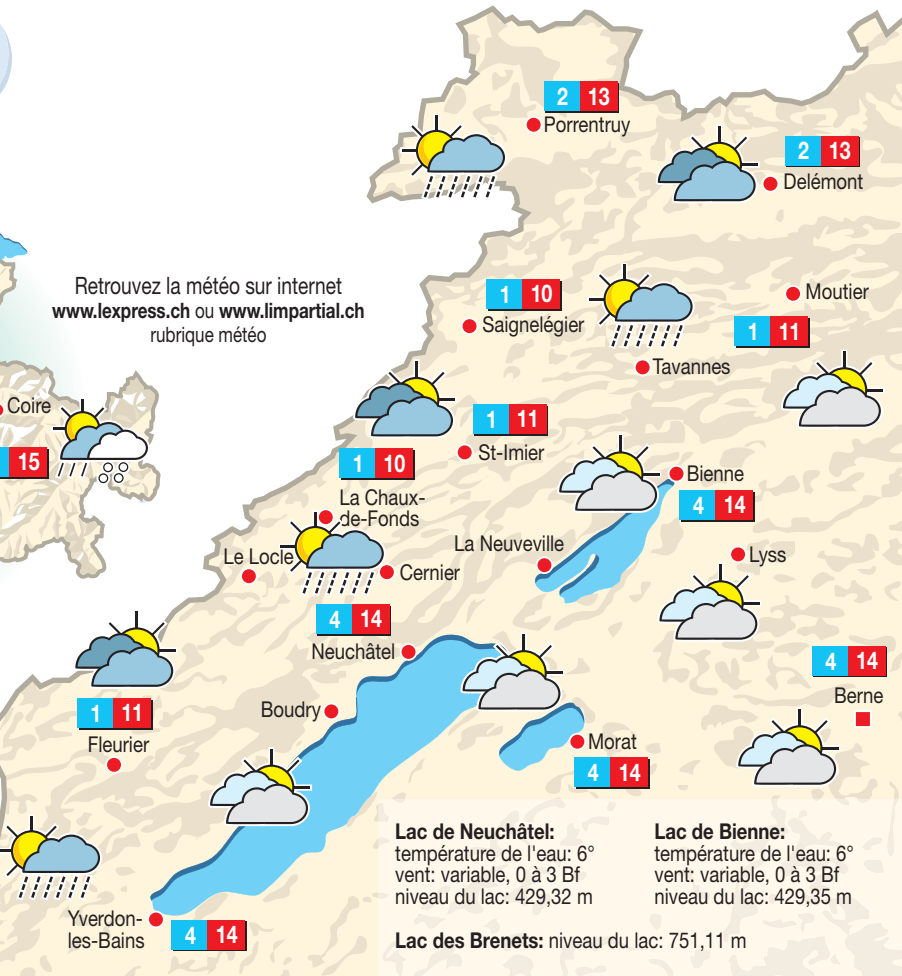 2 13
Porrentruy
2 13
Delémont
Retrouvez la météo sur internet
www.lexpress.ch ou www.limpartial.ch
rubrique météo
1 10
Saignelégier
Moutier
1 11
Tavannes
Coire
15
1 11
St-Imier
1 10
La Chaux-
de-Fonds
Bienne
4 14
La Neuveville
Lyss
Le Locle
Cernier
4 14
Neuchâtel
4 14
Berne
1 11
Fleurier
Boudry
Morat
4 14
Yverdon-
les-Bains
4 14
Lac de Neuchâtel:
température de l'eau: 6°
vent: variable, 0 à 3 Bf
niveau du lac: 429,32 m
Lac de Bienne:
température de l'eau: 6°
vent: variable, 0 à 3 Bf
niveau du lac: 429,35 m
Lac des Brenets: niveau du lac: 751,11 m